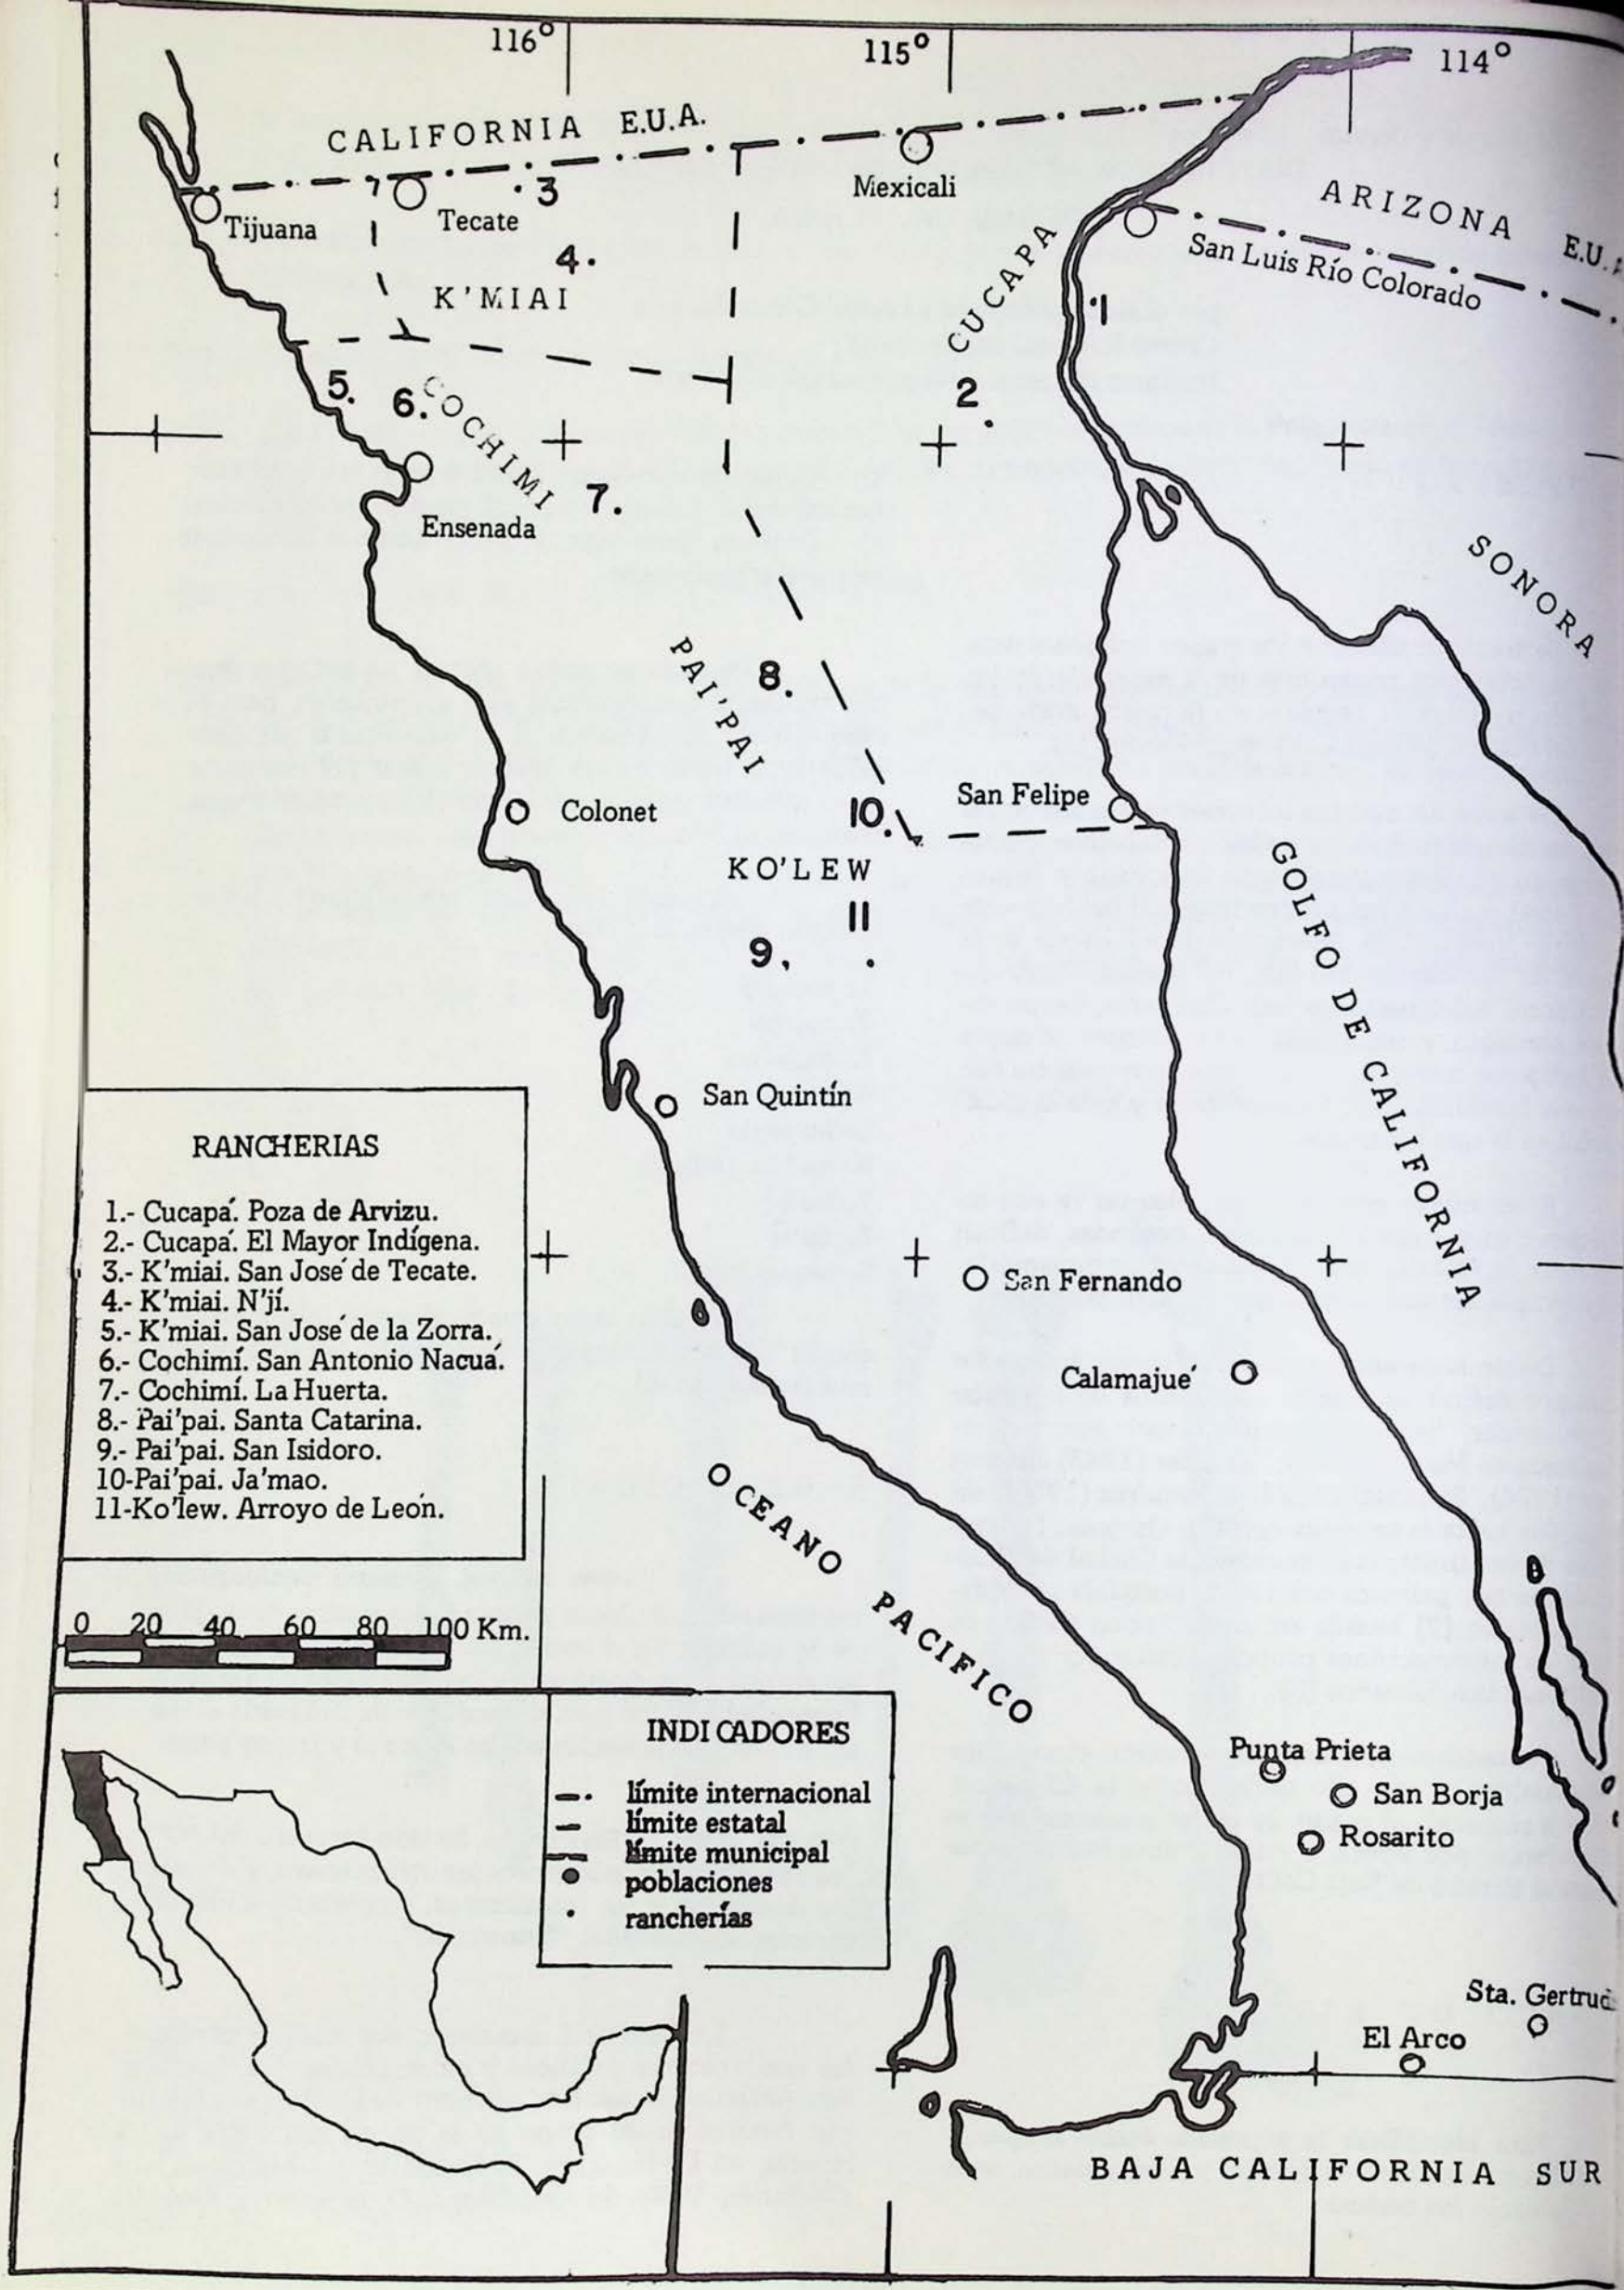 116°
115°
114°
CALIFORNIA E.U.A.
Mexicali
ARIZONA
Tijuana
Tecate
3
4.
K'MIAI
CUCAPA
San Luis Río Colorado
1
2.
5.
6.
COCHIMI
7.
Ensenada
SONORA
PAI'PAI
8.
Colonet
10.
San Felipe
KO'LEW
11
9.
GOLFO DE CALIFORNIA
San Quintín
RANCHERIAS
1.- Cucapá. Poza de Arvizu.
2.- Cucapá. El Mayor Indígena.
3.- K'miai. San José de Tecate.
4.- K'miai. N'jí.
5.- K'miai. San José de la Zorra.
6.- Cochimí. San Antonio Nacuá.
7.- Cochimí. La Huerta.
8.- Pai'pai. Santa Catarina.
9.- Pai'pai. San Isidoro.
10-Pai'pai. Ja'mao.
11-Ko'lew. Arroyo de León.
San Fernando
Calamajué
OCEANO PACIFICO
0 20 40 60 80 100 Km.
INDICADORES
límite internacional
límite estatal
límite municipal
poblaciones
rancherías
Punta Prieta
San Borja
Rosarito
Sta.
El Arco
BAJA CALIFORNIA SUR